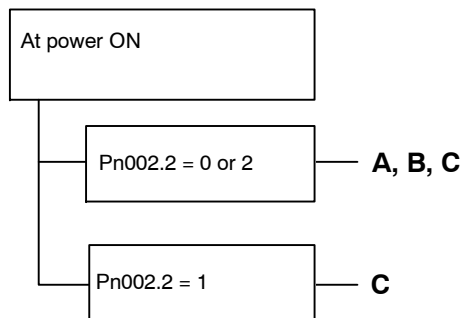 At power ON
Pn002.2 = 0 or 2
A, B, C
Pn002.2 = 1
C